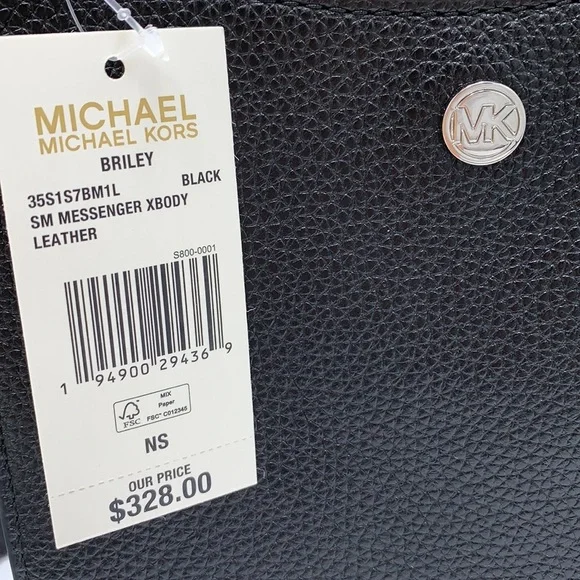 MICHAEL
MICHAEL KORS
BRILEY
35S1S7BM1L BLACK
SM MESSENGER XBODY
LEATHER
S800-0001
1 94900 29436 9
FSC
MIX
Paper
FSC™ C012345
NS
OUR PRICE
$328.00
MK